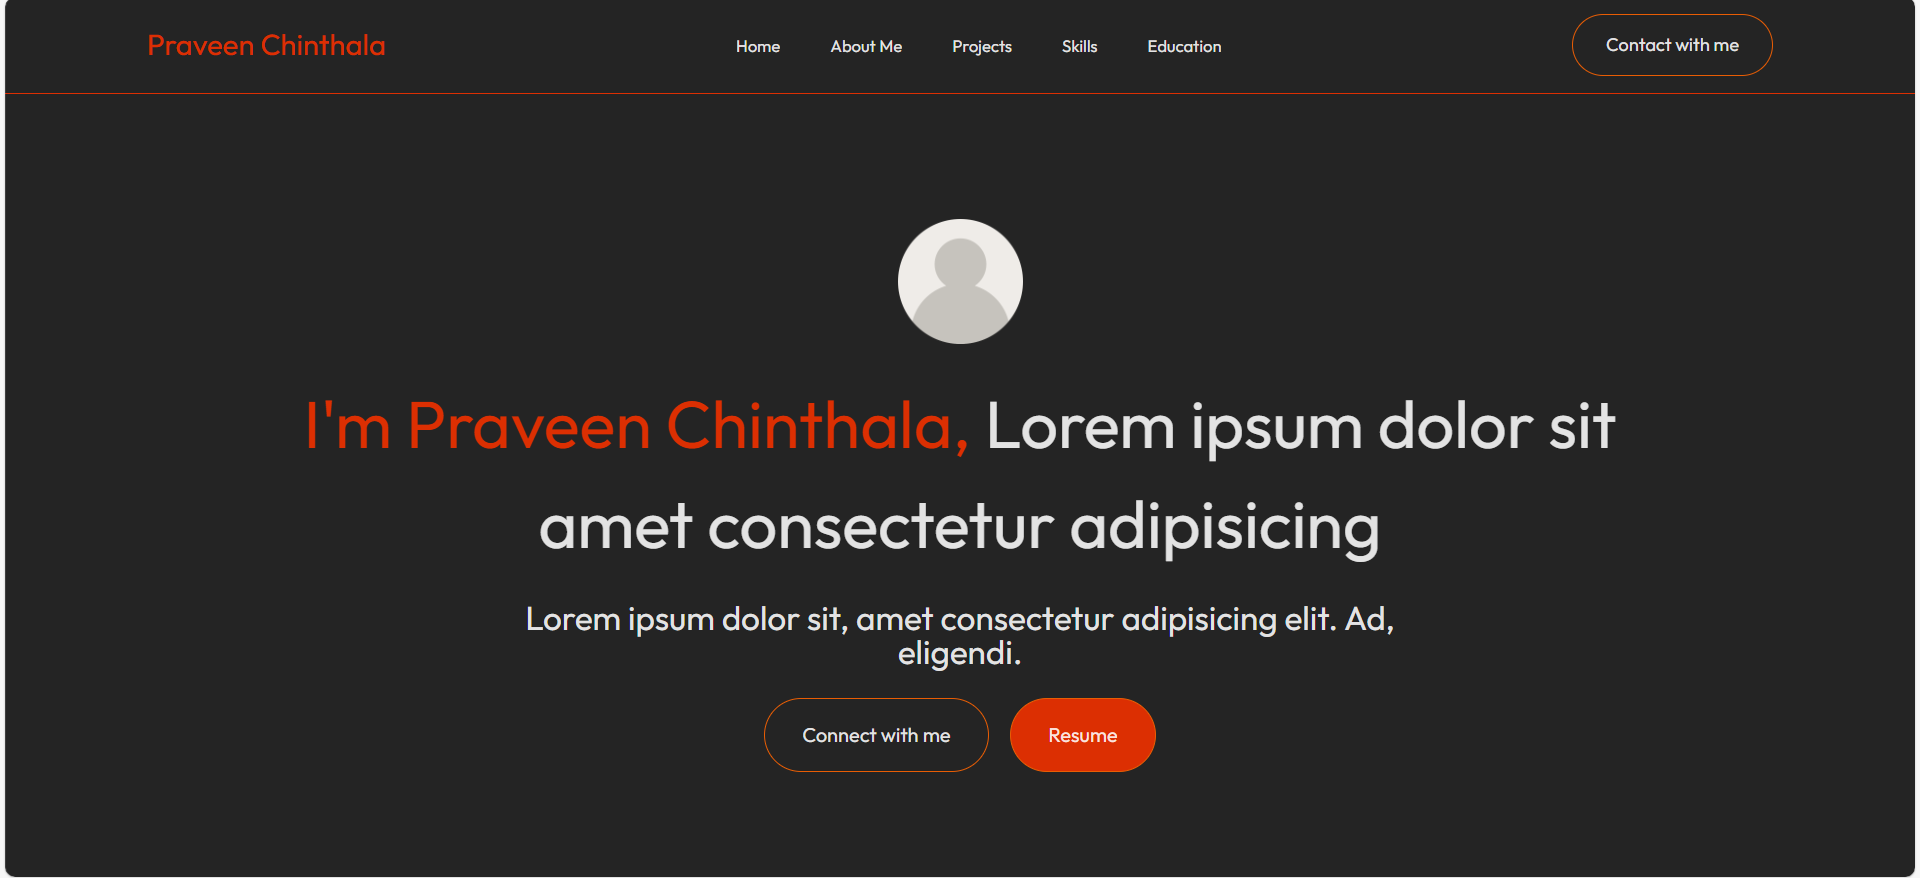 Praveen Chinthala
Home
About Me
Projects
Skills
Education
Contact with me
I'm Praveen Chinthala, Lorem ipsum dolor sit
amet consectetur adipisicing
Lorem ipsum dolor sit, amet consectetur adipisicing elit. Ad,
eligendi.
Connect with me
Resume